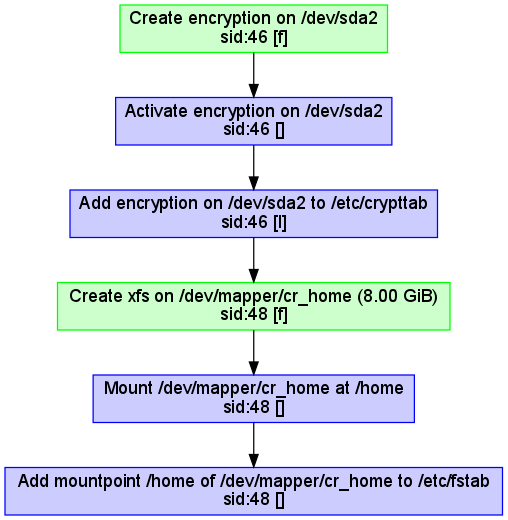 Create encryption on /dev/sda2
sid:46 [f]
Activate encryption on /dev/sda2
sid:46 []
Add encryption on /dev/sda2 to /etc/crypttab
sid:46 [l]
Create xfs on /dev/mapper/cr_home (8.00 GiB)
sid:48 [f]
Mount /dev/mapper/cr_home at /home
sid:48 []
Add mountpoint /home of /dev/mapper/cr_home to /etc/fstab
sid:48 []